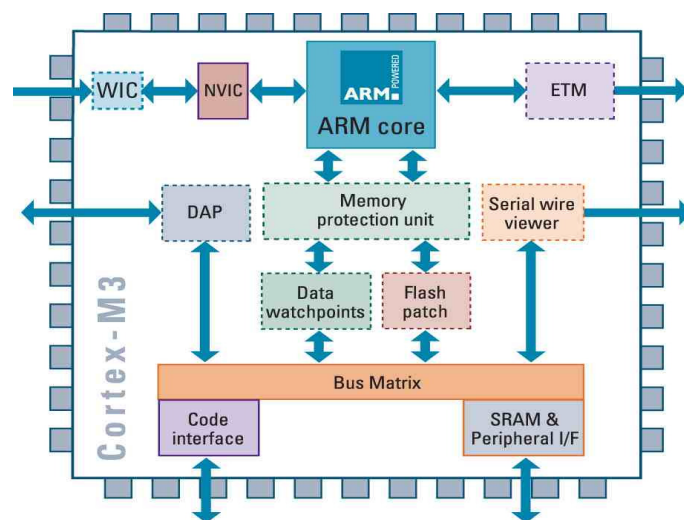 WIC
NVIC
ARM
POWERED
ARM core
ETM
DAP
Memory
protection unit
Serial wire
viewer
Data
watchpoints
Flash
patch
Cortex-M3
Bus Matrix
Code
interface
SRAM &
Peripheral I/F